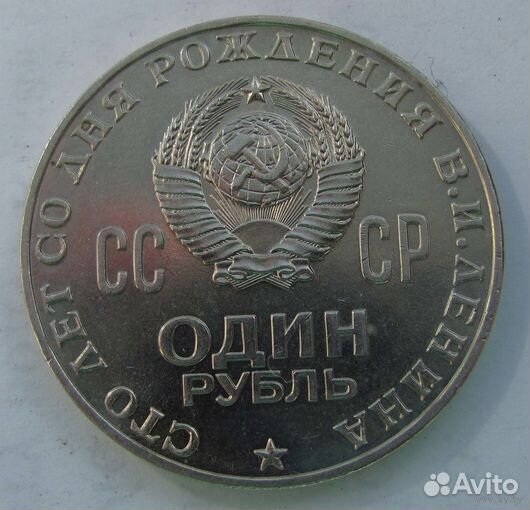 СТО ЛЕТ СО ДНЯ РОЖДЕНИЯ В.И.ЛЕНИНА
СС СР
ОДИН
РУБЛЬ
Avito